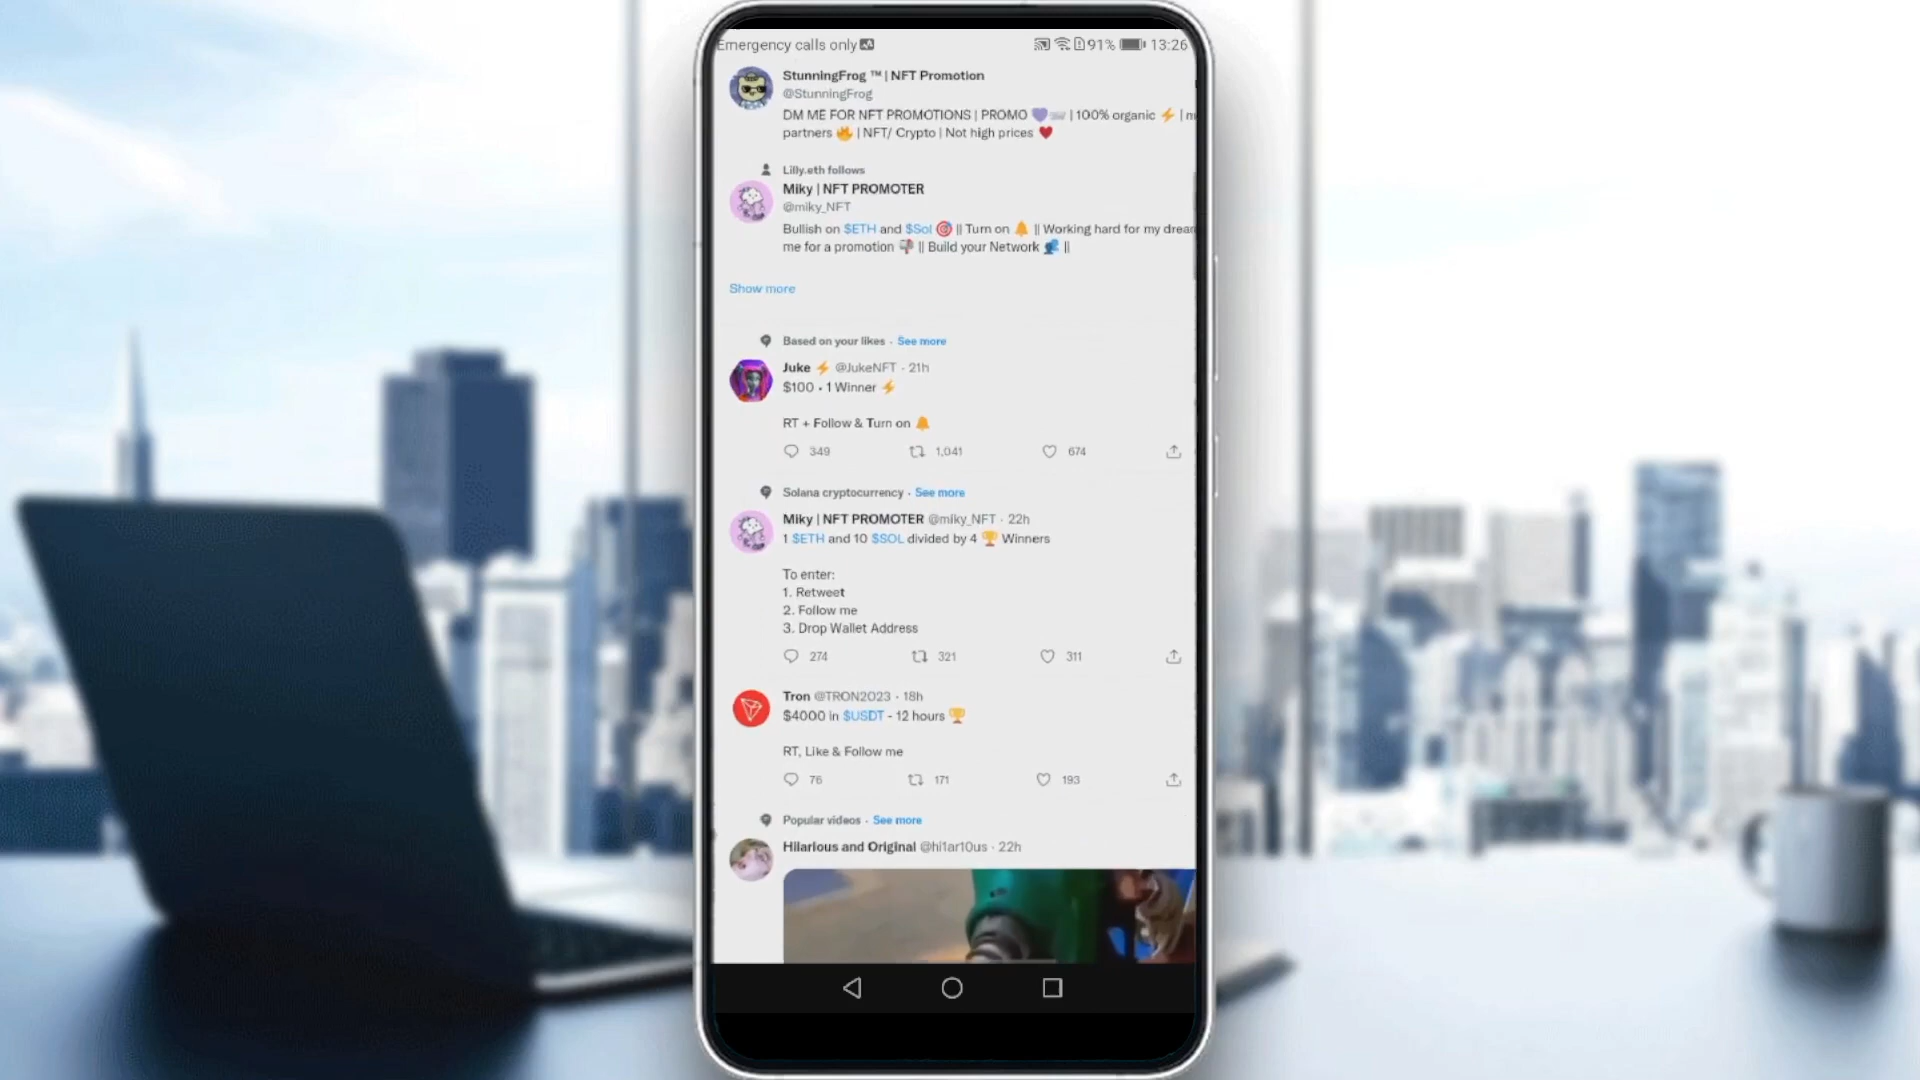 Emergency calls only
91% 13:26
StunningFrog ™ | NFT Promotion
@StunningFrog
DM ME FOR NFT PROMOTIONS | PROMO 💜 | 100% organic ⚡ |
partners 🔥 | NFT/ Crypto | Not high prices ❤️
Lilly.eth follows
Miky | NFT PROMOTER
@miky_NFT
Bullish on $ETH and $Sol 🎯 || Turn on 🔔 || Working hard for my
me for a promotion 📬 || Build your Network 👥 ||
Show more
Based on your likes · See more
Juke ⚡ @JukeNFT · 21h
$100 • 1 Winner ⚡
RT + Follow & Turn on 🔔
349 1,041 674
Solana cryptocurrency · See more
Miky | NFT PROMOTER @miky_NFT · 22h
1 $ETH and 10 $SOL divided by 4 🏆 Winners
To enter:
1. Retweet
2. Follow me
3. Drop Wallet Address
274 321 311
Tron @TRON2023 · 18h
$4000 in $USDT - 12 hours 🏆
RT, Like & Follow me
76 171 193
Popular videos · See more
Hilarious and Original @hi1ar10us · 22h